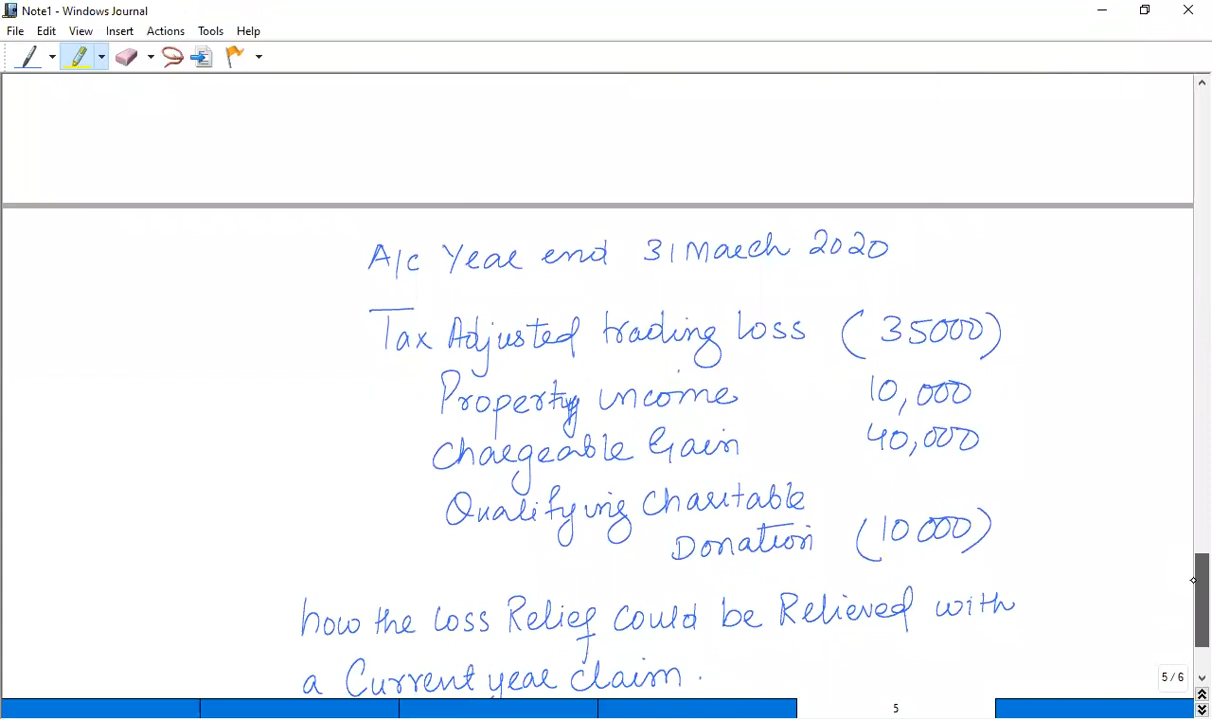 Note1 - Windows Journal
File Edit View Insert Actions Tools Help
A/c Year end 31 March 2020
Tax Adjusted trading loss (35000)
Property income 10,000
Chargeable Gain 40,000
Qualifying Charitable
Donation (10000)
how the loss Relief could be Relieved with
a Current year claim.
5/6
5